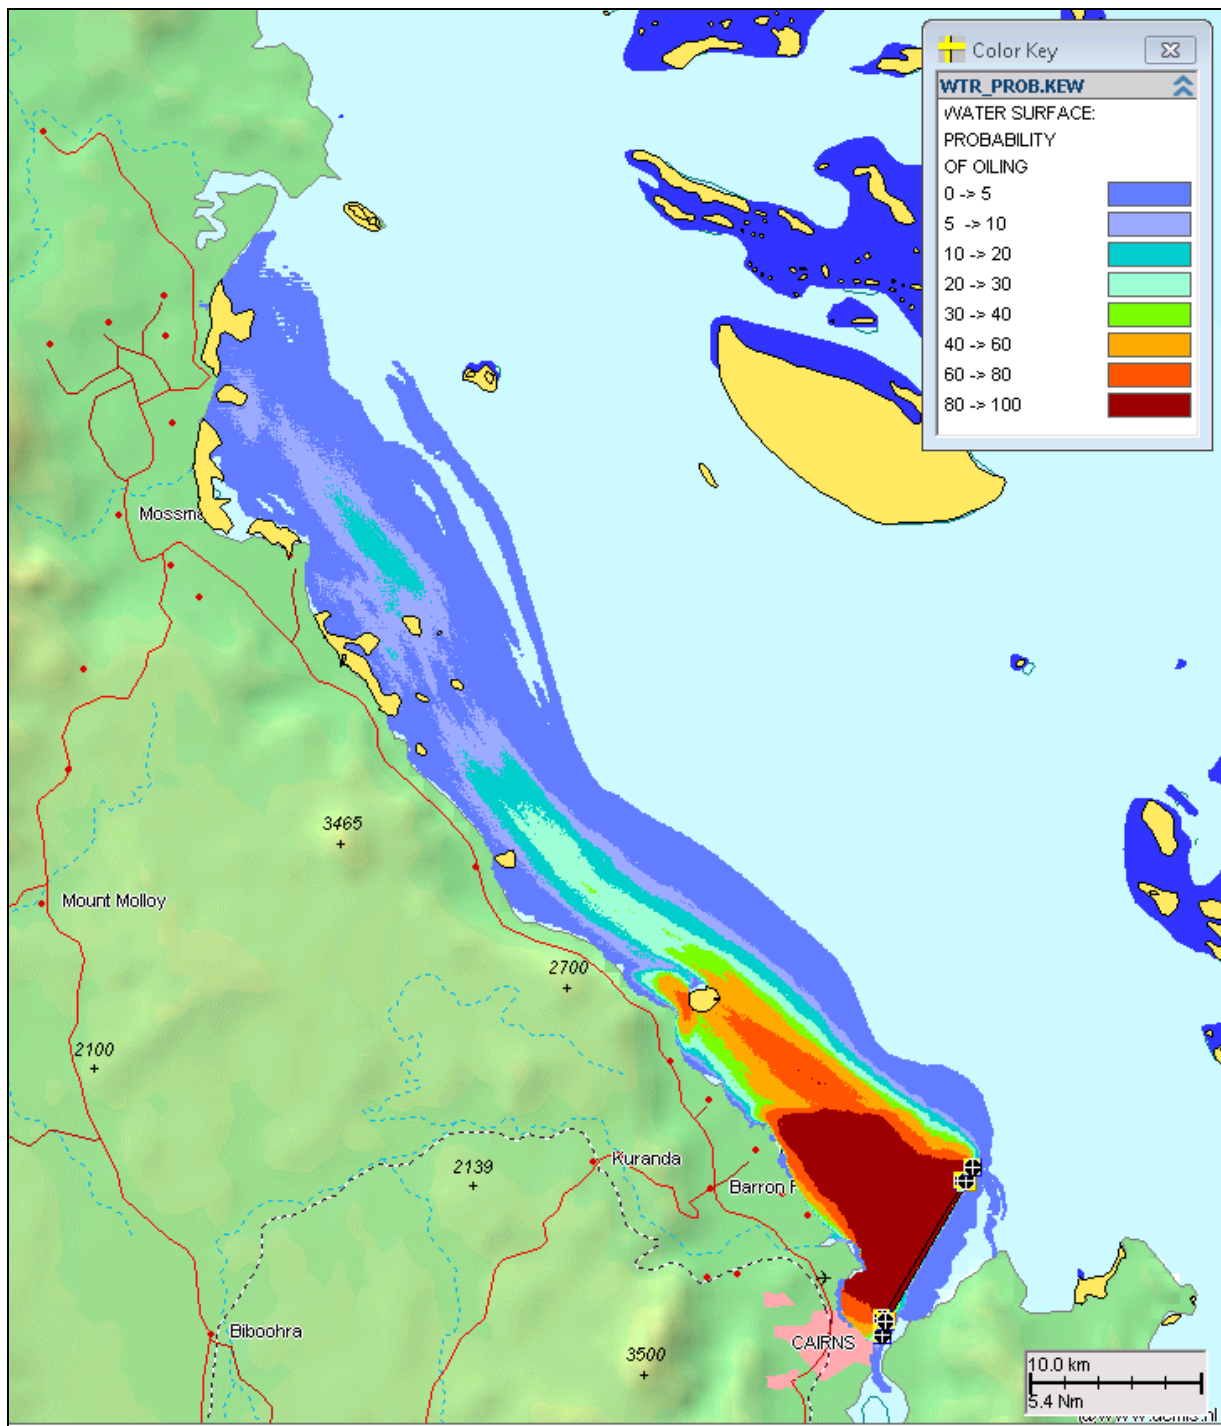 Color Key
WTR_PROB.KEW
WATER SURFACE:
PROBABILITY
OF OILING
0 -> 5
5 -> 10
10 -> 20
20 -> 30
30 -> 40
40 -> 60
60 -> 80
80 -> 100
Mossma
3465
Mount Molloy
2700
2100
Kuranda
2139
Barron
Biboohra
CAIRNS
3500
10.0 km
5.4 Nm